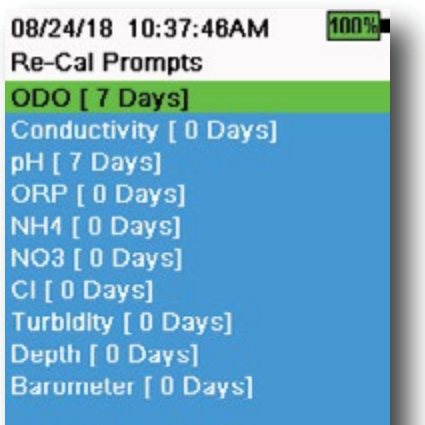 08/24/18 10:37:46AM 100%
Re-Cal Prompts
ODO [ 7 Days]
Conductivity [ 0 Days]
pH [ 7 Days]
ORP [ 0 Days]
NH4 [ 0 Days]
NO3 [ 0 Days]
Cl [ 0 Days]
Turbidity [ 0 Days]
Depth [ 0 Days]
Barometer [ 0 Days]